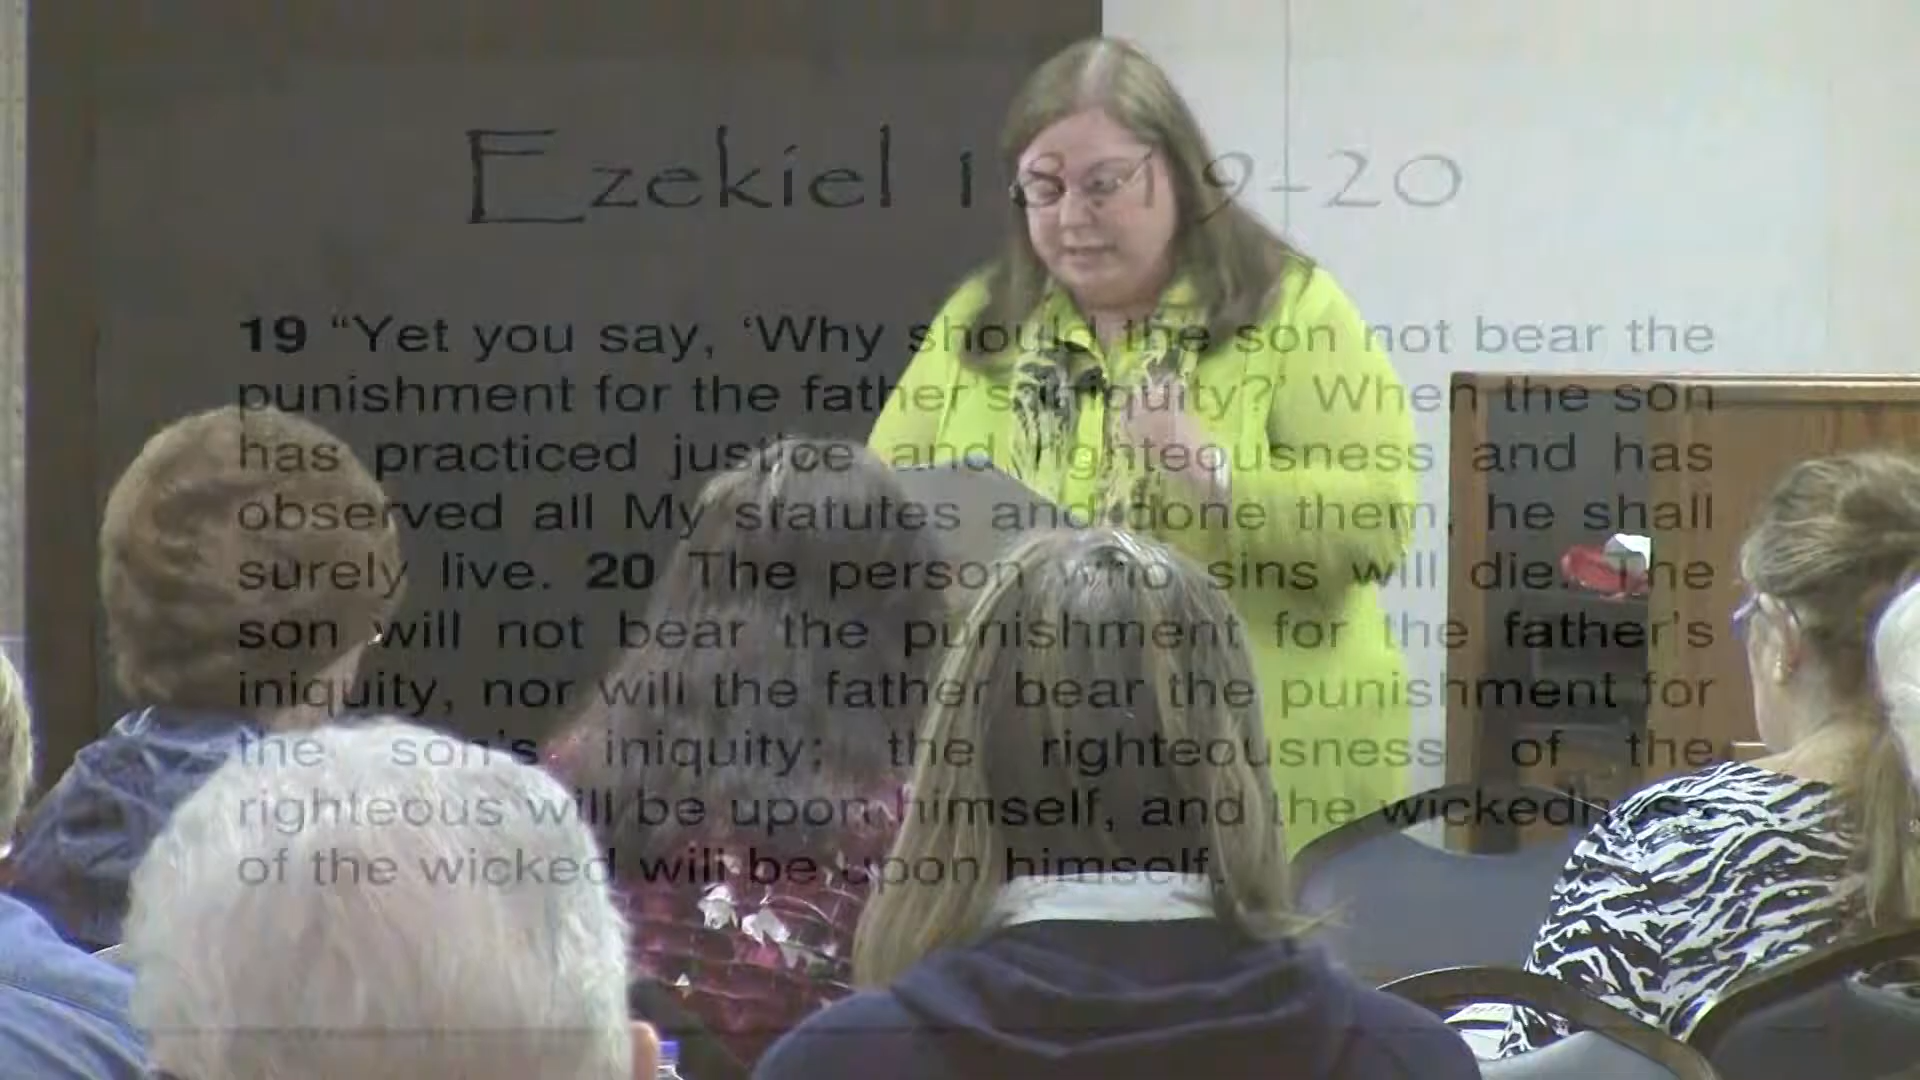 Ezekiel 18:19-20
19 “Yet you say, ‘Why should the son not bear the
punishment for the father's iniquity?’ When the son
has practiced justice and righteousness and has
observed all My statutes and done them, he shall
surely live. 20 The person who sins will die. The
son will not bear the punishment for the father's
iniquity, nor will the father bear the punishment for
the son's iniquity; the righteousness of the
righteous will be upon himself, and the wickedness
of the wicked will be upon himself.